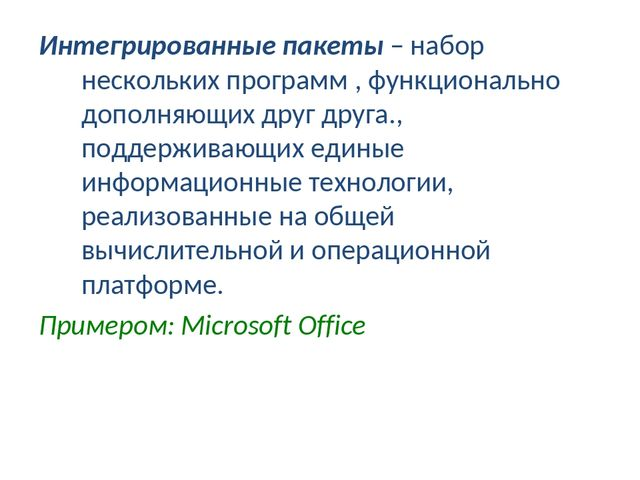 Интегрированные пакеты – набор
нескольких программ , функционально
дополняющих друг друга.,
поддерживающих единые
информационные технологии,
реализованные на общей
вычислительной и операционной
платформе.
Примером: Microsoft Office